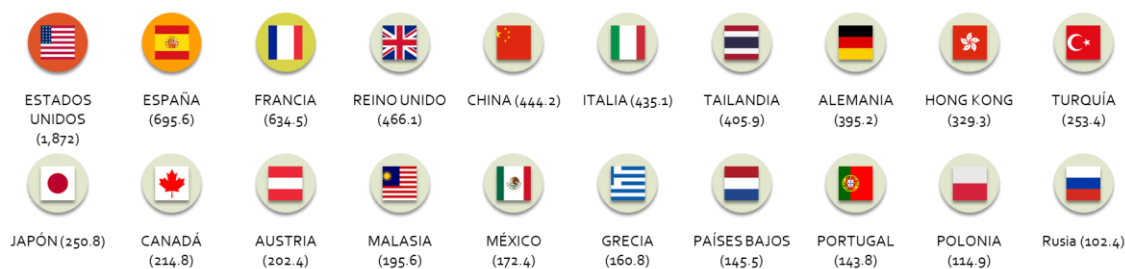 ESTADOS UNIDOS (1,872)
ESPAÑA (695.6)
FRANCIA (634.5)
REINO UNIDO (466.1)
CHINA (444.2)
ITALIA (435.1)
TAILANDIA (405.9)
ALEMANIA (395.2)
HONG KONG (329.3)
TURQUÍA (253.4)
JAPÓN (250.8)
CANADÁ (214.8)
AUSTRIA (202.4)
MALASIA (195.6)
MÉXICO (172.4)
GRECIA (160.8)
PAÍSES BAJOS (145.5)
PORTUGAL (143.8)
POLONIA (114.9)
Rusia (102.4)